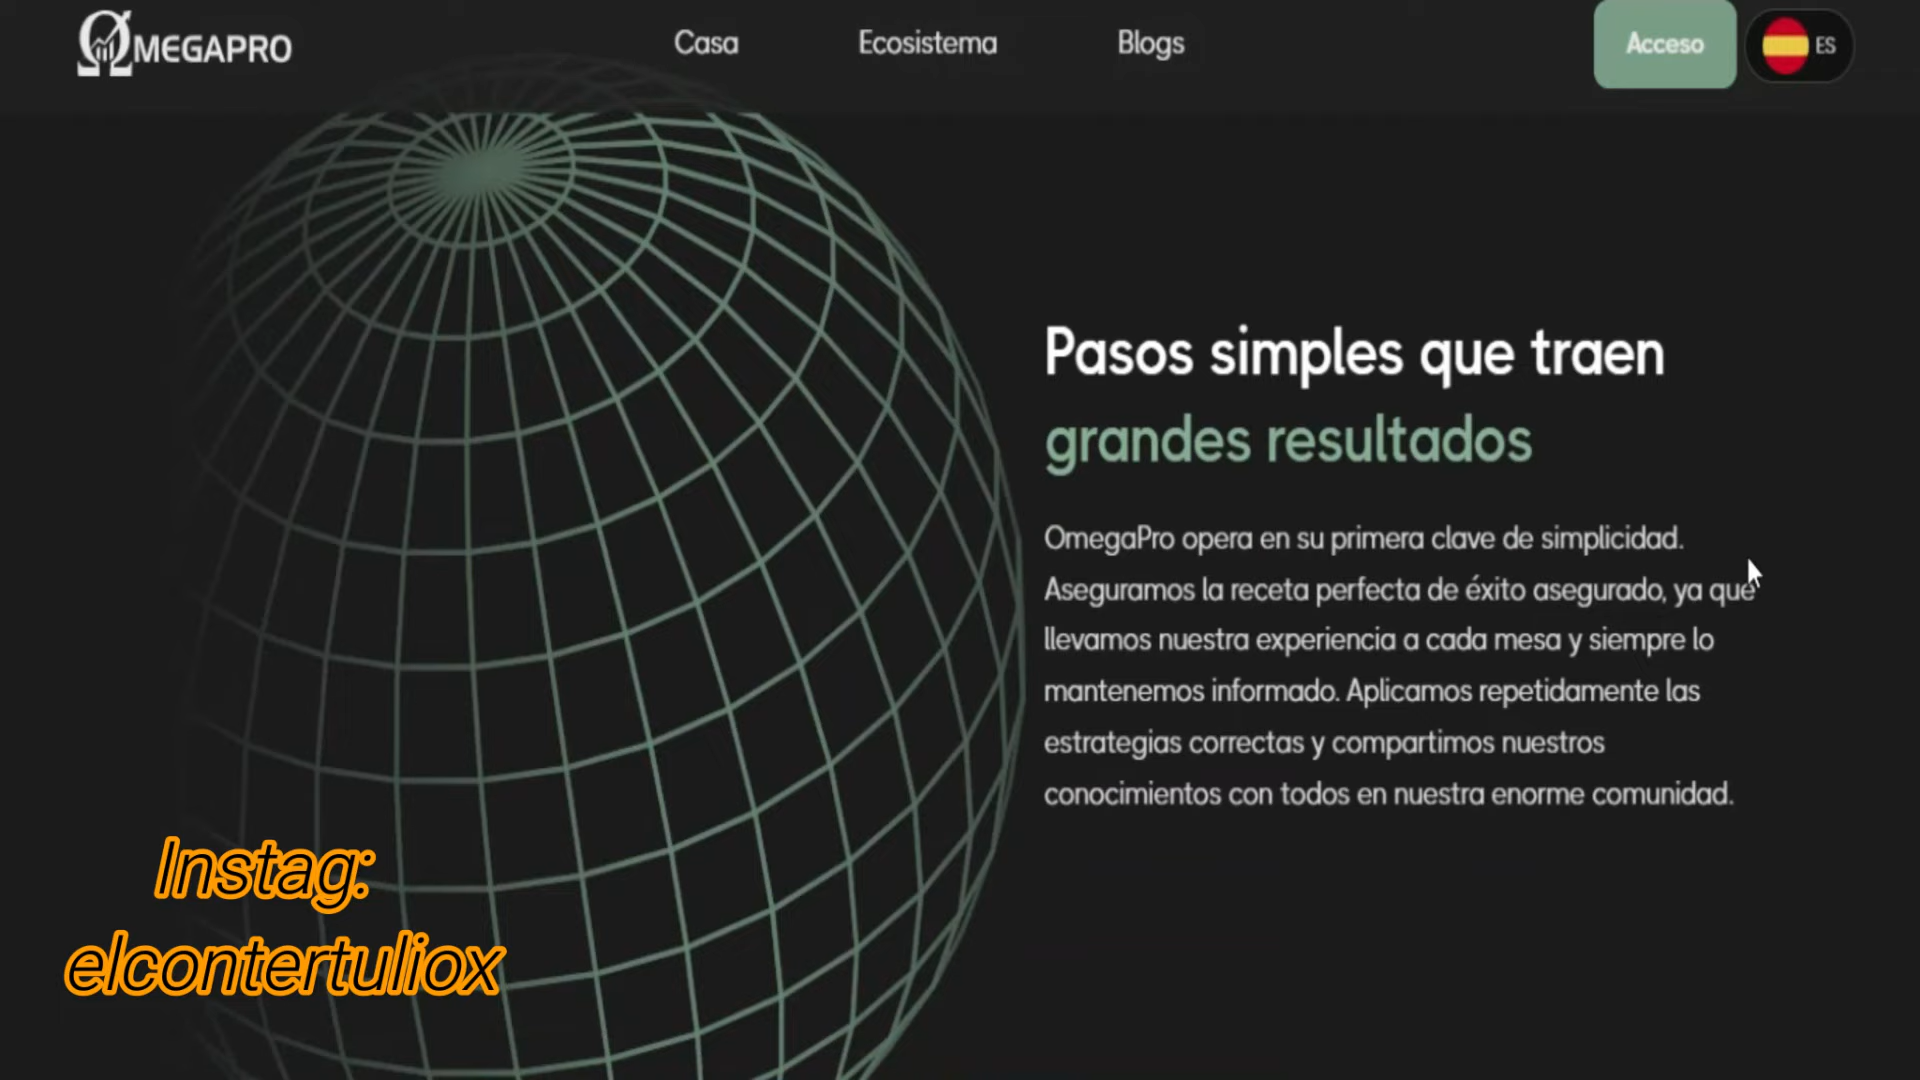 ΩMEGAPRO
Casa
Ecosistema
Blogs
Acceso
ES
Pasos simples que traen
grandes resultados
OmegaPro opera en su primera clave de simplicidad.
Aseguramos la receta perfecta de éxito asegurado, ya que
llevamos nuestra experiencia a cada mesa y siempre lo
mantenemos informado. Aplicamos repetidamente las
estrategias correctas y compartimos nuestros
conocimientos con todos en nuestra enorme comunidad.
Instag:
elcontertuliox